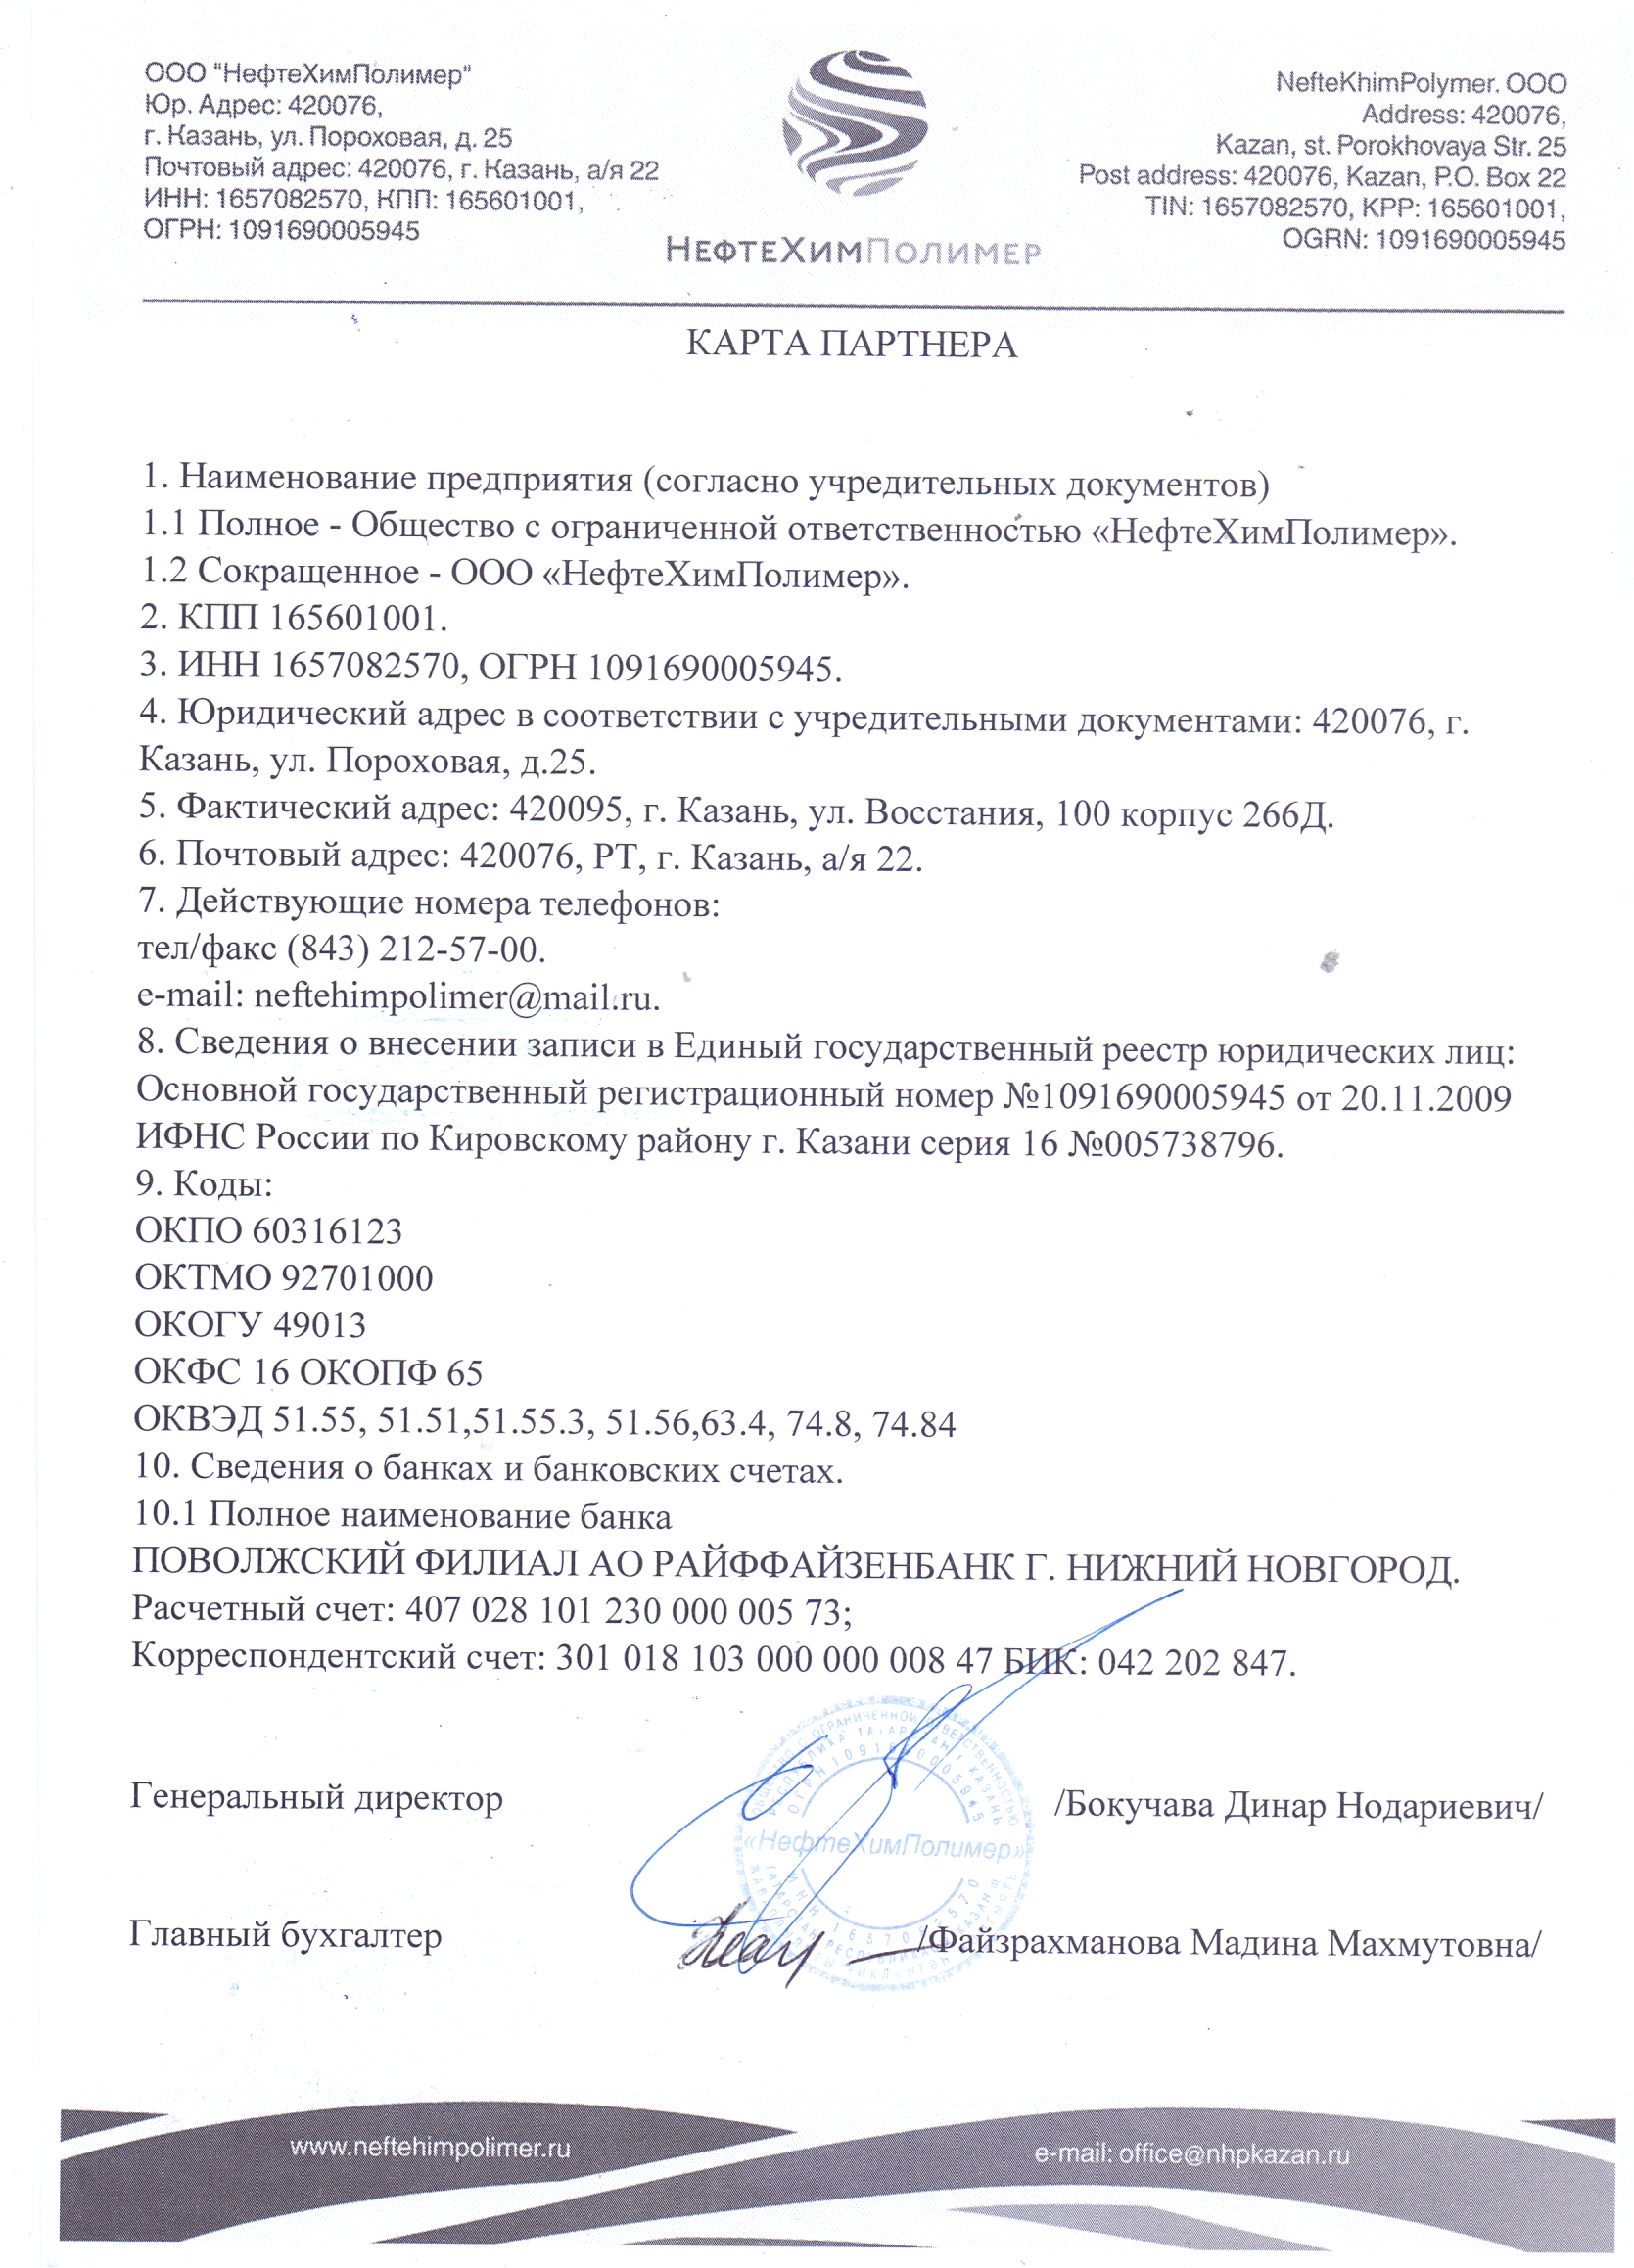 ООО "НефтеХимПолимер"
Юр. Адрес: 420076,
г. Казань, ул. Пороховая, д. 25
Почтовый адрес: 420076, г. Казань, а/я 22
ИНН: 1657082570, КПП: 165601001,
ОГРН: 1091690005945
НЕФТЕХИМПОЛИМЕР
NefteKhimPolymer. OOO
Address: 420076,
Kazan, st. Porokhovaya Str. 25
Post address: 420076, Kazan, P.O. Box 22
TIN: 1657082570, KPP: 165601001,
OGRN: 1091690005945
КАРТА ПАРТНЕРА
1. Наименование предприятия (согласно учредительных документов)
1.1 Полное - Общество с ограниченной ответственностью «НефтеХимПолимер».
1.2 Сокращенное - ООО «НефтеХимПолимер».
2. КПП 165601001.
3. ИНН 1657082570, ОГРН 1091690005945.
4. Юридический адрес в соответствии с учредительными документами: 420076, г.
Казань, ул. Пороховая, д.25.
5. Фактический адрес: 420095, г. Казань, ул. Восстания, 100 корпус 266Д.
6. Почтовый адрес: 420076, РТ, г. Казань, а/я 22.
7. Действующие номера телефонов:
тел/факс (843) 212-57-00.
e-mail: neftehimpolimer@mail.ru.
8. Сведения о внесении записи в Единый государственный реестр юридических лиц:
Основной государственный регистрационный номер №1091690005945 от 20.11.2009
ИФНС России по Кировскому району г. Казани серия 16 №005738796.
9. Коды:
ОКПО 60316123
ОКТМО 92701000
ОКОГУ 49013
ОКФС 16 ОКОПФ 65
ОКВЭД 51.55, 51.51,51.55.3, 51.56,63.4, 74.8, 74.84
10. Сведения о банках и банковских счетах.
10.1 Полное наименование банка
ПОВОЛЖСКИЙ ФИЛИАЛ АО РАЙФФАЙЗЕНБАНК Г. НИЖНИЙ НОВГОРОД.
Расчетный счет: 407 028 101 230 000 005 73;
Корреспондентский счет: 301 018 103 000 000 008 47 БИК: 042 202 847.
Генеральный директор /Бокучава Динар Нодариевич/
«НефтеХимПолимер»
Главный бухгалтер /Файзрахманова Мадина Махмутовна/
www.neftehimpolimer.ru
e-mail: office@nhpkazan.ru